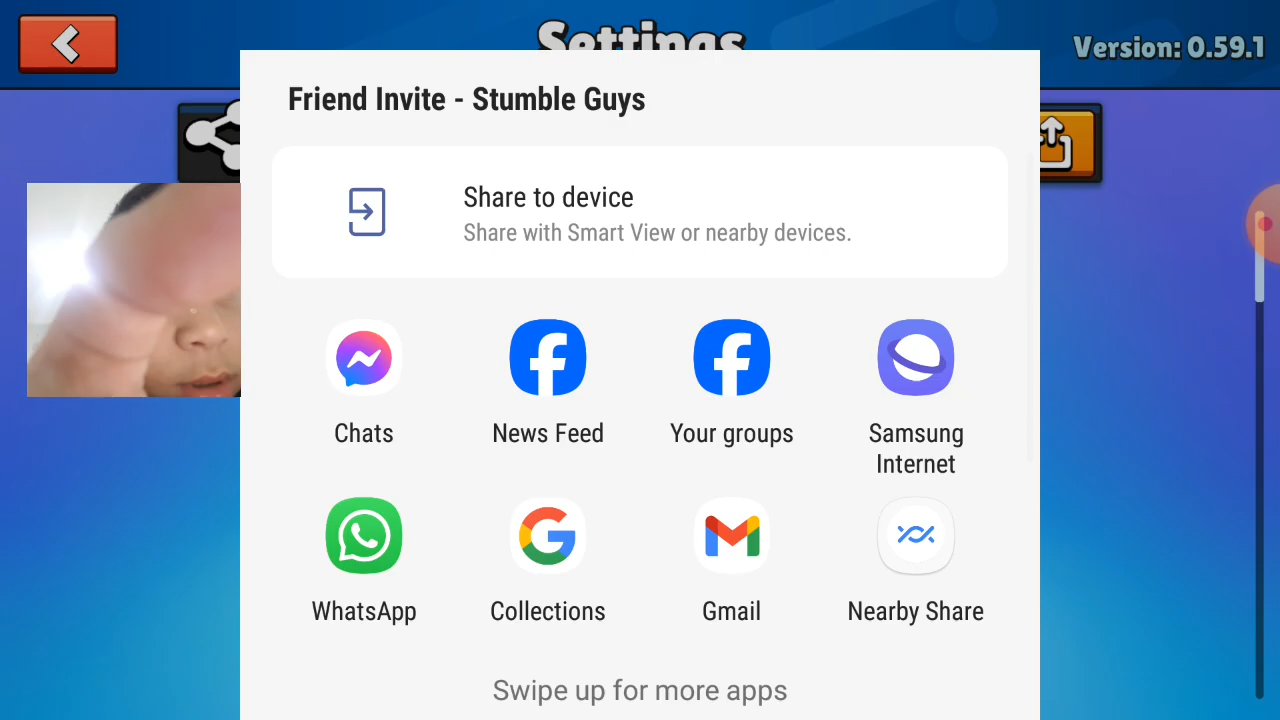 Settings
Version: 0.59.1
Friend Invite - Stumble Guys
Share to device
Share with Smart View or nearby devices.
Chats
News Feed
Your groups
Samsung
Internet
WhatsApp
Collections
Gmail
Nearby Share
Swipe up for more apps